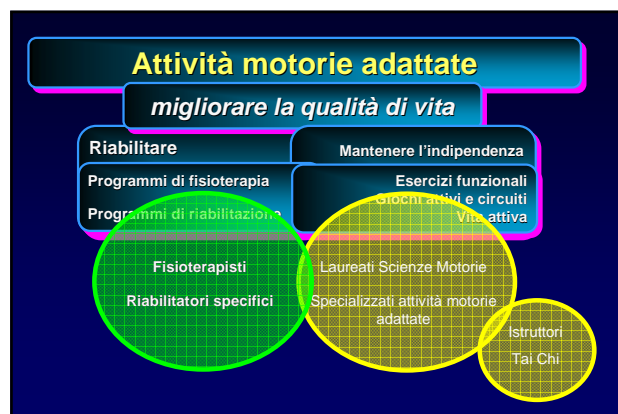 Attività motorie adattate
migliorare la qualità di vita
Riabilitare
Mantenere l'indipendenza
Programmi di fisioterapia
Programmi di riabilitazione
Esercizi funzionali
Giochi attivi e circuiti
Vita attiva
Fisioterapisti
Riabilitatori specifici
Laureati Scienze Motorie
Specializzati attività motorie
adattate
Istruttori
Tai Chi